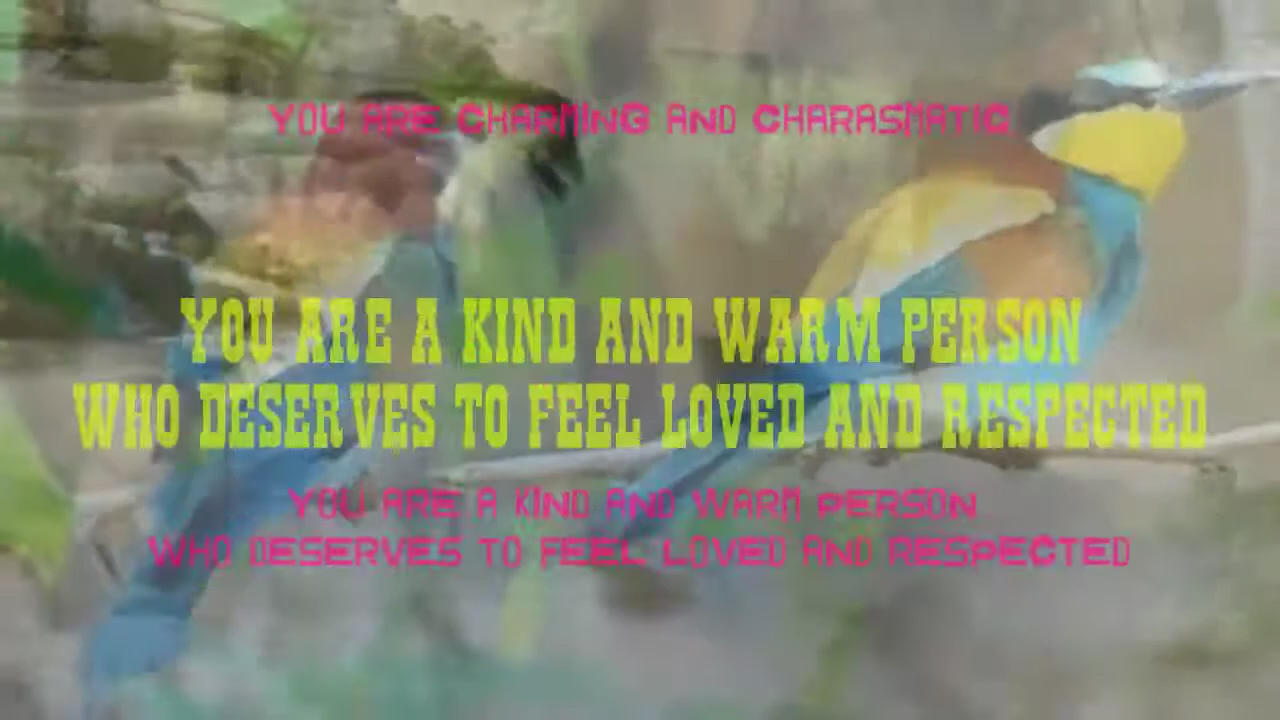 YOU ARE CHARMING AND CHARASMATIC
YOU ARE A KIND AND WARM PERSON
WHO DESERVES TO FEEL LOVED AND RESPECTED
YOU ARE A KIND AND WARM PERSON
WHO DESERVES TO FEEL LOVED AND RESPECTED